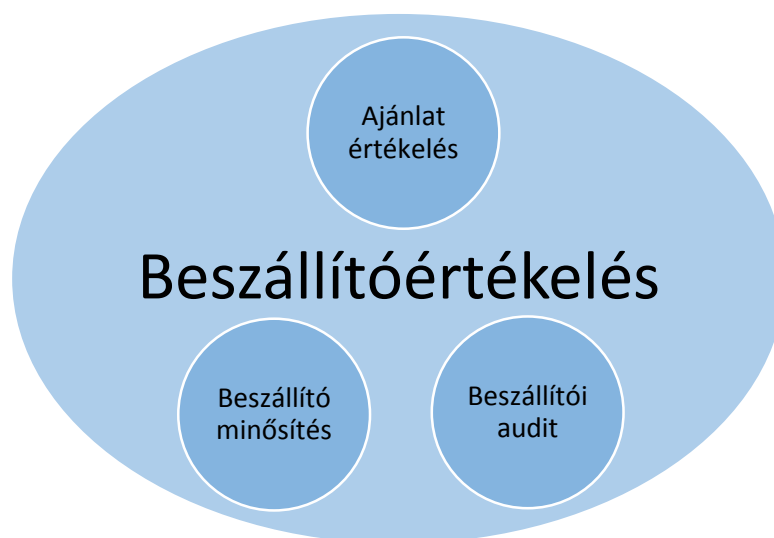 Ajánlat
értékelés
Beszállítóértékelés
Beszállító
minősítés
Beszállítói
audit